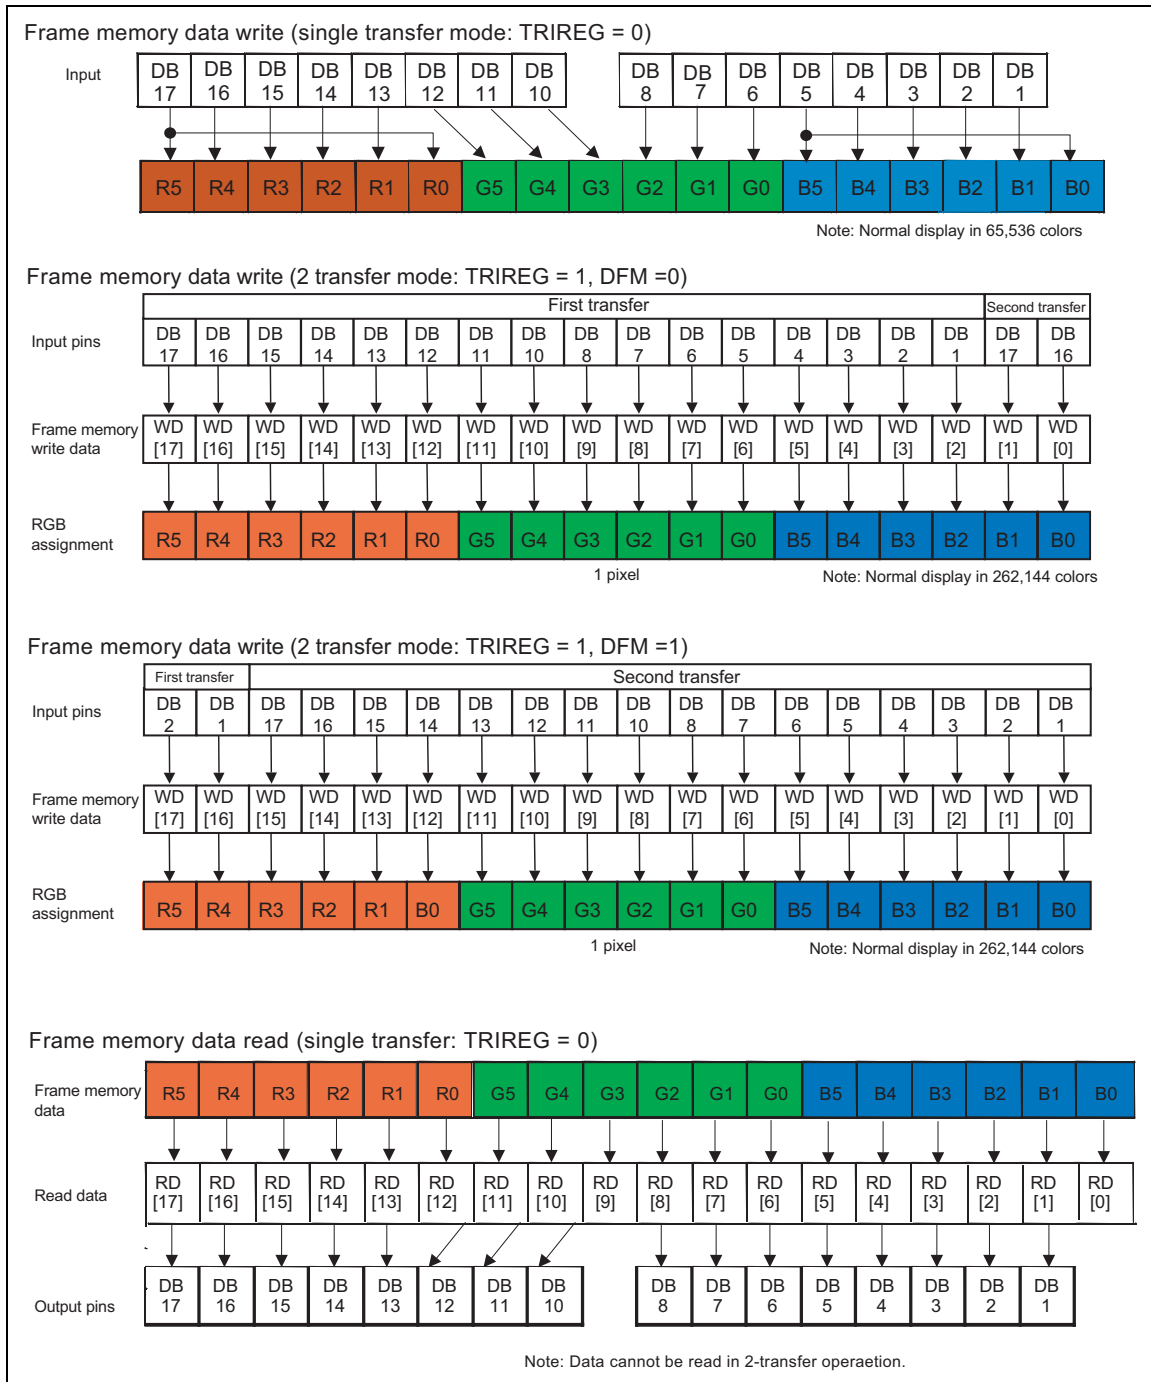 Frame memory data write (single transfer mode: TRIREG = 0)
Input DB 17 DB 16 DB 15 DB 14 DB 13 DB 12 DB 11 DB 10 DB 8 DB 7 DB 6 DB 5 DB 4 DB 3 DB 2 DB 1
R5 R4 R3 R2 R1 R0 G5 G4 G3 G2 G1 G0 B5 B4 B3 B2 B1 B0
Note: Normal display in 65,536 colors
Frame memory data write (2 transfer mode: TRIREG = 1, DFM =0)
First transfer Second transfer
Input pins DB 17 DB 16 DB 15 DB 14 DB 13 DB 12 DB 11 DB 10 DB 8 DB 7 DB 6 DB 5 DB 4 DB 3 DB 2 DB 1 DB 17 DB 16
Frame memory write data WD [17] WD [16] WD [15] WD [14] WD [13] WD [12] WD [11] WD [10] WD [9] WD [8] WD [7] WD [6] WD [5] WD [4] WD [3] WD [2] WD [1] WD [0]
RGB assignment R5 R4 R3 R2 R1 R0 G5 G4 G3 G2 G1 G0 B5 B4 B3 B2 B1 B0
1 pixel Note: Normal display in 262,144 colors
Frame memory data write (2 transfer mode: TRIREG = 1, DFM =1)
First transfer Second transfer
Input pins DB 2 DB 1 DB 17 DB 16 DB 15 DB 14 DB 13 DB 12 DB 11 DB 10 DB 8 DB 7 DB 6 DB 5 DB 4 DB 3 DB 2 DB 1
Frame memory write data WD [17] WD [16] WD [15] WD [14] WD [13] WD [12] WD [11] WD [10] WD [9] WD [8] WD [7] WD [6] WD [5] WD [4] WD [3] WD [2] WD [1] WD [0]
RGB assignment R5 R4 R3 R2 R1 B0 G5 G4 G3 G2 G1 G0 B5 B4 B3 B2 B1 B0
1 pixel Note: Normal display in 262,144 colors
Frame memory data read (single transfer: TRIREG = 0)
Frame memory data R5 R4 R3 R2 R1 R0 G5 G4 G3 G2 G1 G0 B5 B4 B3 B2 B1 B0
Read data RD [17] RD [16] RD [15] RD [14] RD [13] RD [12] RD [11] RD [10] RD [9] RD [8] RD [7] RD [6] RD [5] RD [4] RD [3] RD [2] RD [1] RD [0]
Output pins DB 17 DB 16 DB 15 DB 14 DB 13 DB 12 DB 11 DB 10 DB 8 DB 7 DB 6 DB 5 DB 4 DB 3 DB 2 DB 1
Note: Data cannot be read in 2-transfer operaetion.